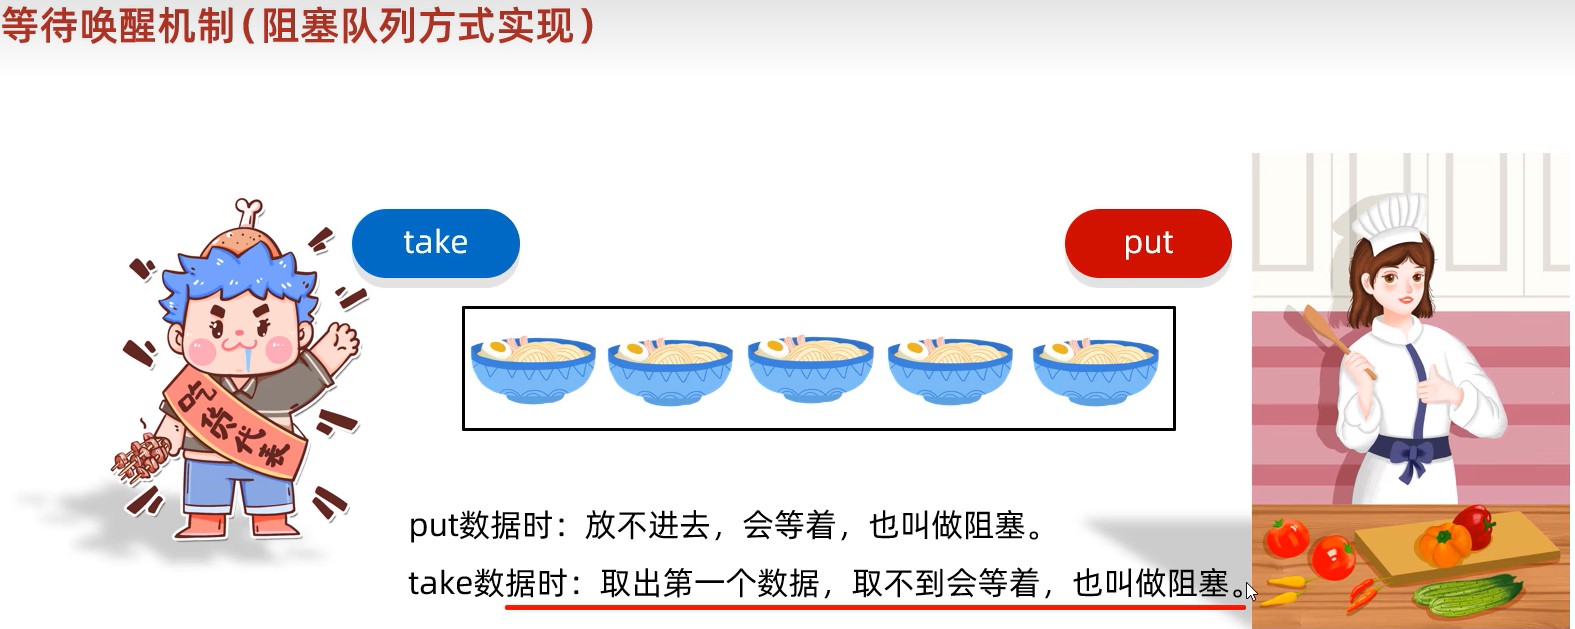 等待唤醒机制(阻塞队列方式实现)
take
put
吃货代表
put数据时：放不进去，会等着，也叫做阻塞。
take数据时：取出第一个数据，取不到会等着，也叫做阻塞。